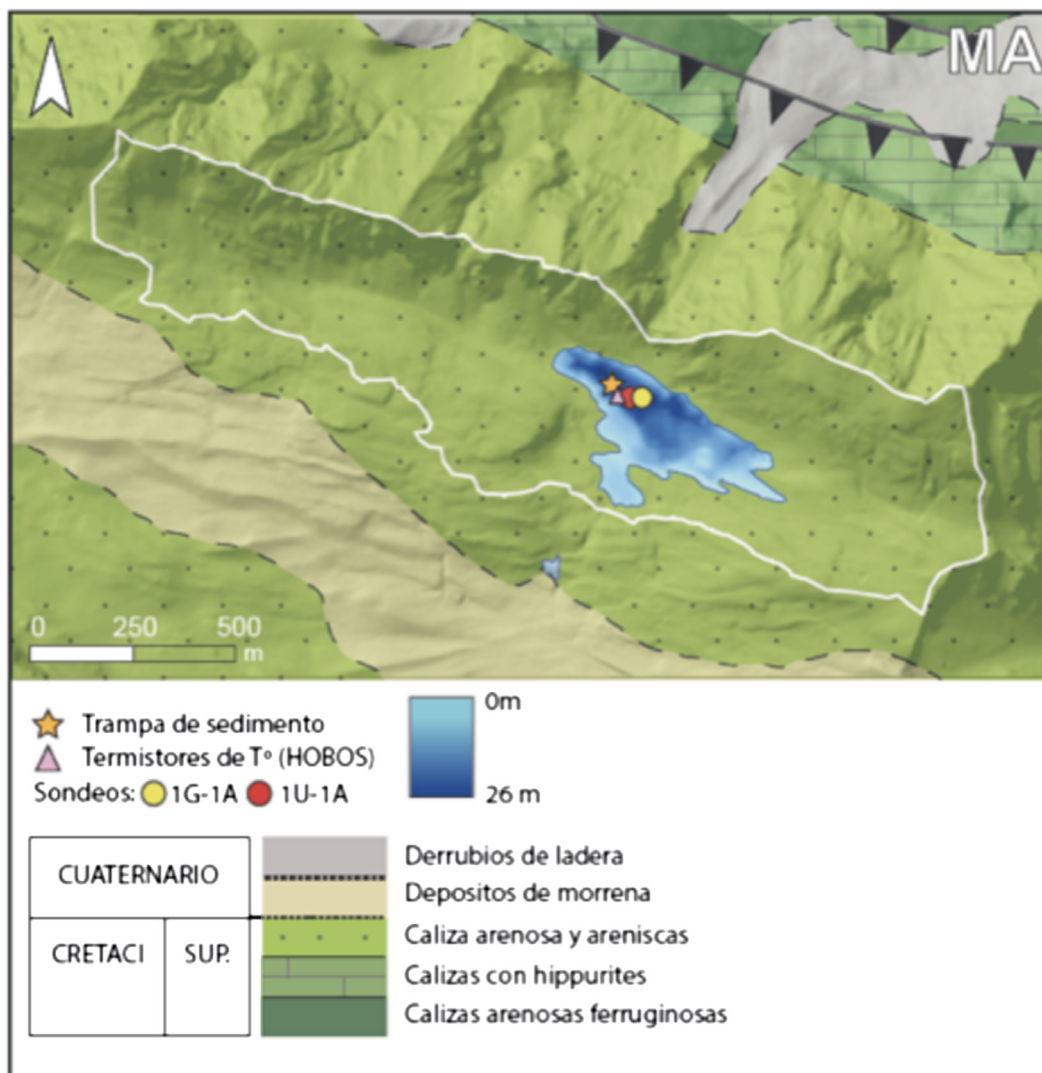 MA
0 250 500
m
Trampa de sedimento
Termistores de Tº (HOBOS)
Sondeos: 1G-1A 1U-1A
0m
26 m
CUATERNARIO
CRETACI SUP.
Derrubios de ladera
Depositos de morrena
Caliza arenosa y areniscas
Calizas con hippurites
Calizas arenosas ferruginosas